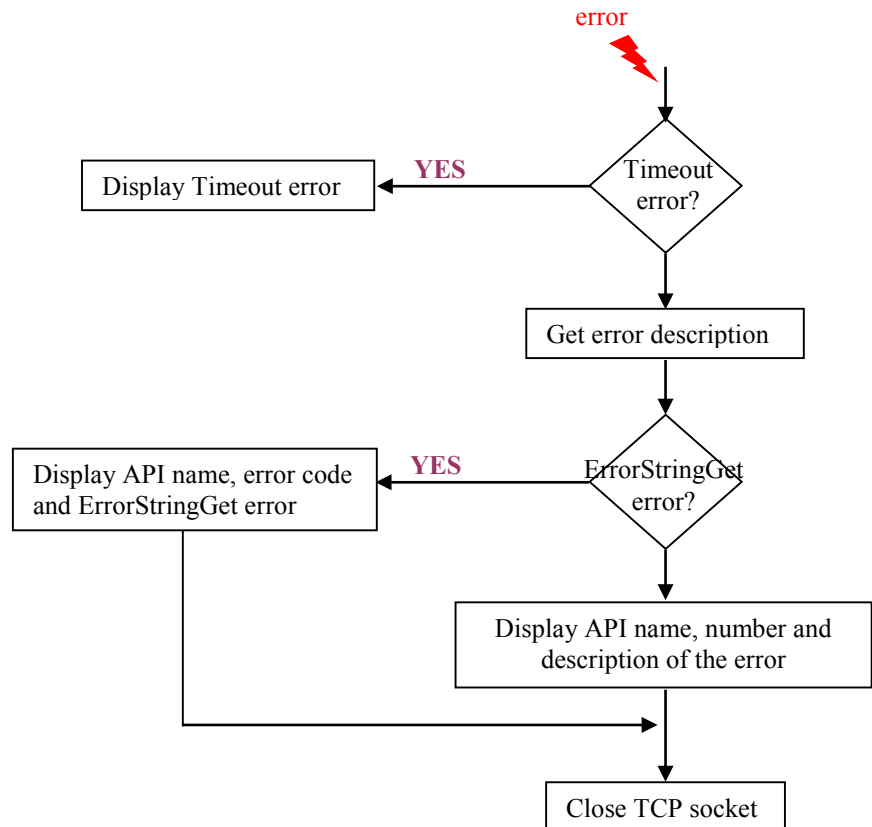 error
Timeout
error?
YES
Display Timeout error
Get error description
ErrorStringGet
error?
YES
Display API name, error code
and ErrorStringGet error
Display API name, number and
description of the error
Close TCP socket